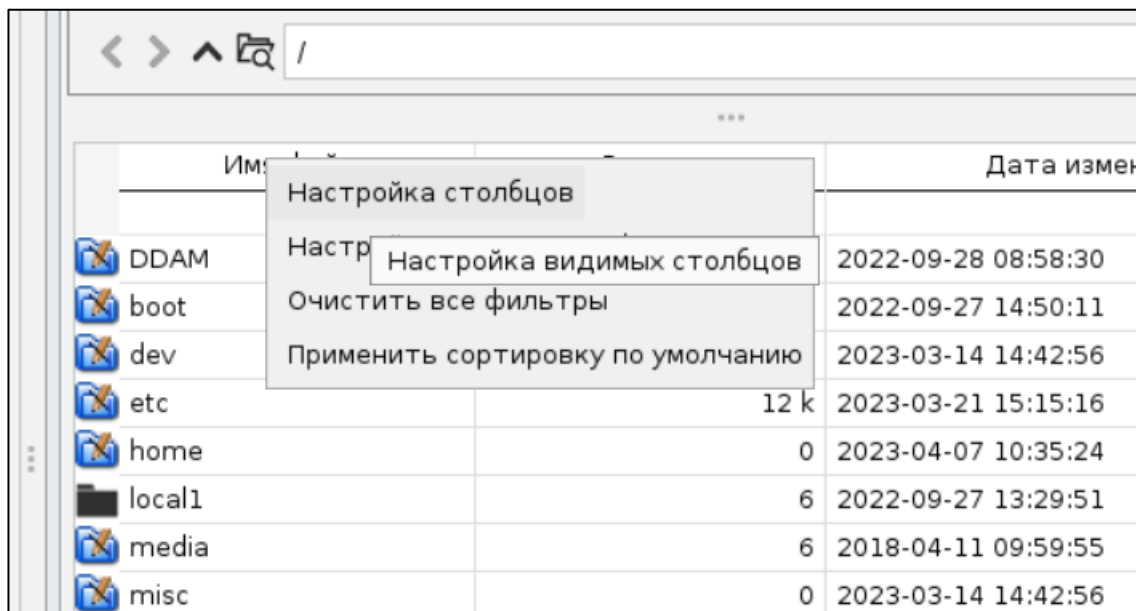 /
Дата
Настройка столбцов
Настройка видимых столбцов
Очистить все фильтры
Применить сортировку по умолчанию
DDAM 2022-09-28 08:58:30
boot 2022-09-27 14:50:11
dev 2023-03-14 14:42:56
etc 12 k 2023-03-21 15:15:16
home 0 2023-04-07 10:35:24
local1 6 2022-09-27 13:29:51
media 6 2018-04-11 09:59:55
misc 0 2023-03-14 14:42:56